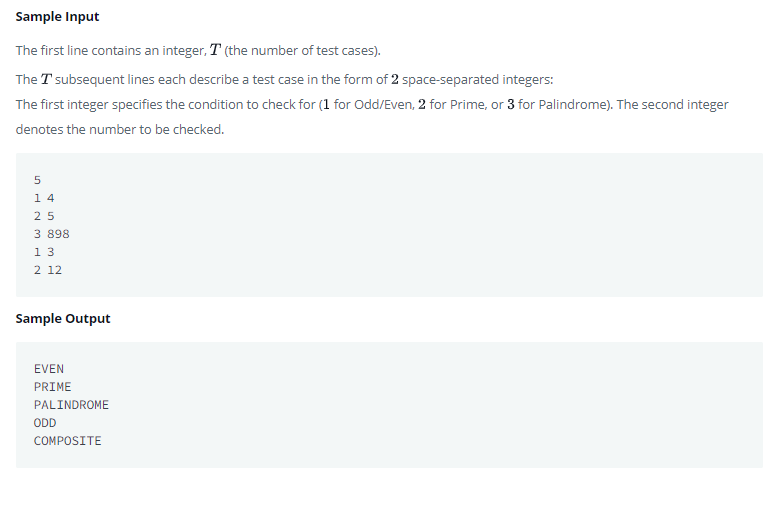 Sample Input
The first line contains an integer, T (the number of test cases).
The T subsequent lines each describe a test case in the form of 2 space-separated integers:
The first integer specifies the condition to check for (1 for Odd/Even, 2 for Prime, or 3 for Palindrome). The second integer
denotes the number to be checked.
5
1 4
2 5
3 898
1 3
2 12
Sample Output
EVEN
PRIME
PALINDROME
ODD
COMPOSITE